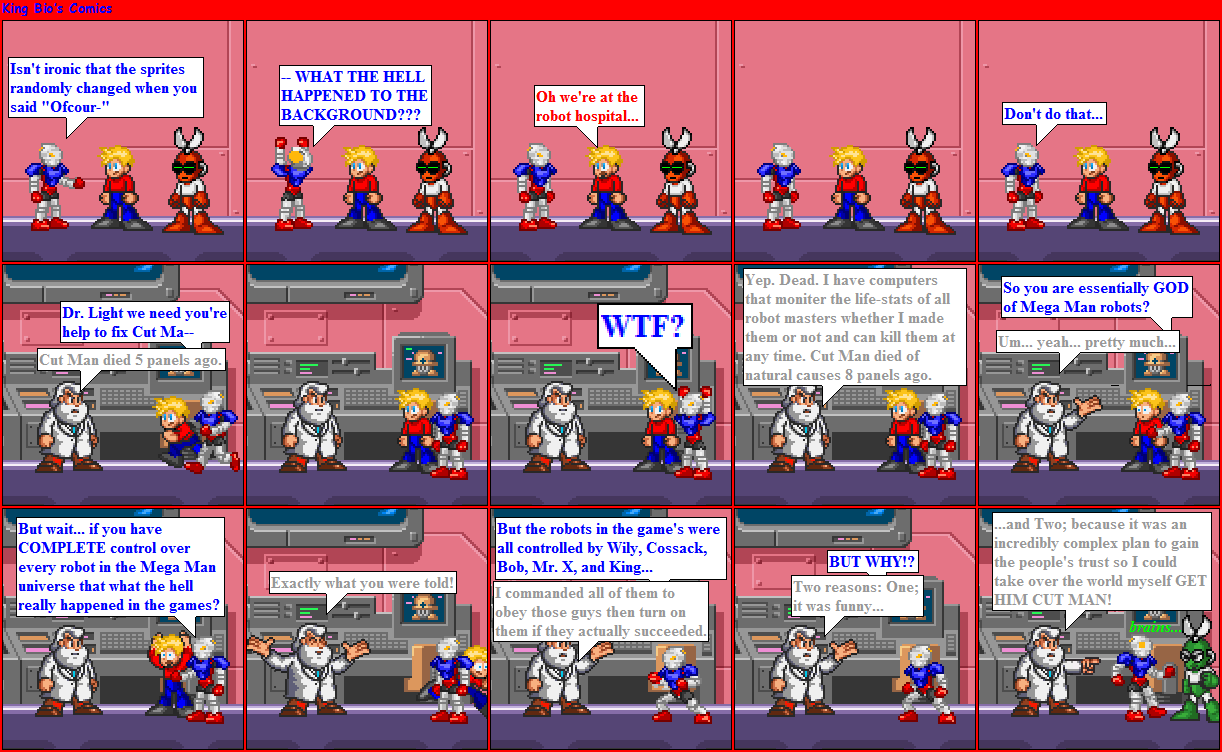 King Bio's Comics
Isn't ironic that the sprites
randomly changed when you
said "Ofcour-"
-- WHAT THE HELL
HAPPENED TO THE
BACKGROUND???
Oh we're at the
robot hospital...
Don't do that...
Dr. Light we need you're
help to fix Cut Ma--
Cut Man died 5 panels ago.
WTF?
Yep. Dead. I have computers
that moniter the life-stats of all
robot masters whether I made
them or not and can kill them at
any time. Cut Man died of
natural causes 8 panels ago.
So you are essentially GOD
of Mega Man robots?
Um... yeah... pretty much...
But wait... if you have
COMPLETE control over
every robot in the Mega Man
universe that what the hell
really happened in the games?
Exactly what you were told!
But the robots in the game's were
all controlled by Wily, Cossack,
Bob, Mr. X, and King...
I commanded all of them to
obey those guys then turn on
them if they actually succeeded.
BUT WHY!?
Two reasons: One;
it was funny...
...and Two; because it was an
incredibly complex plan to gain
the people's trust so I could
take over the world myself GET
HIM CUT MAN!
brains...